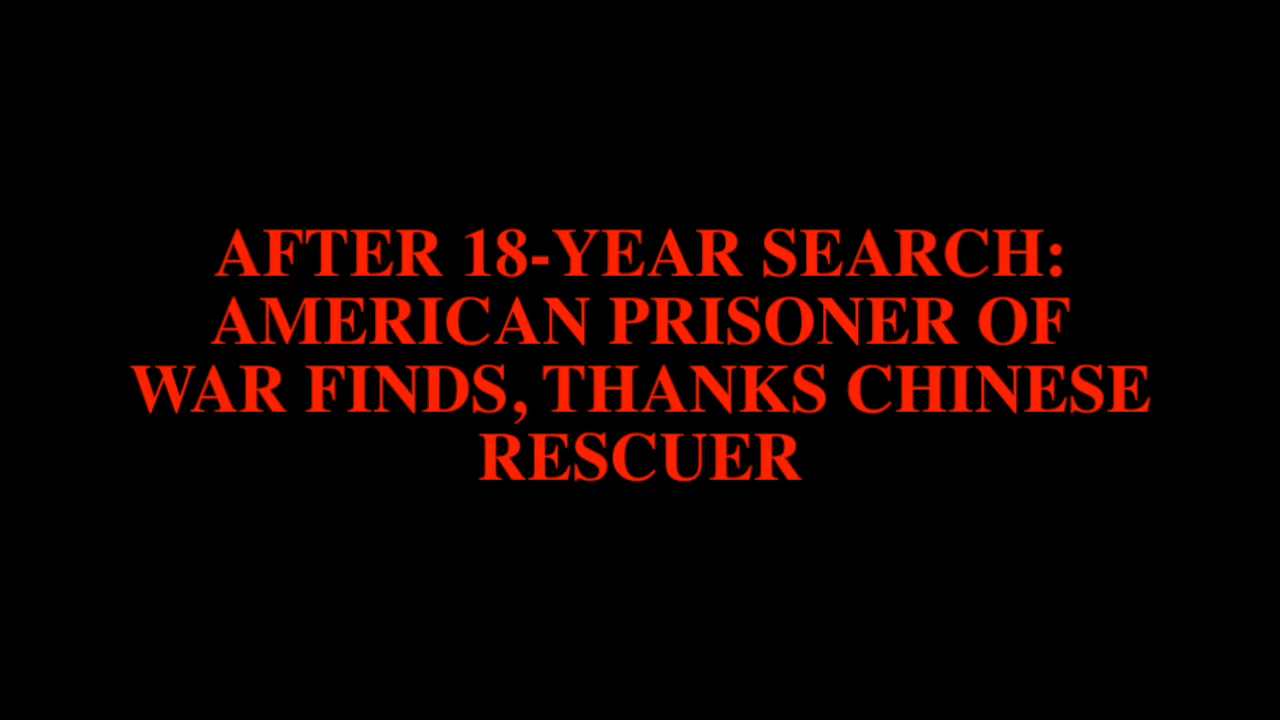 AFTER 18-YEAR SEARCH:
AMERICAN PRISONER OF
WAR FINDS, THANKS CHINESE
RESCUER